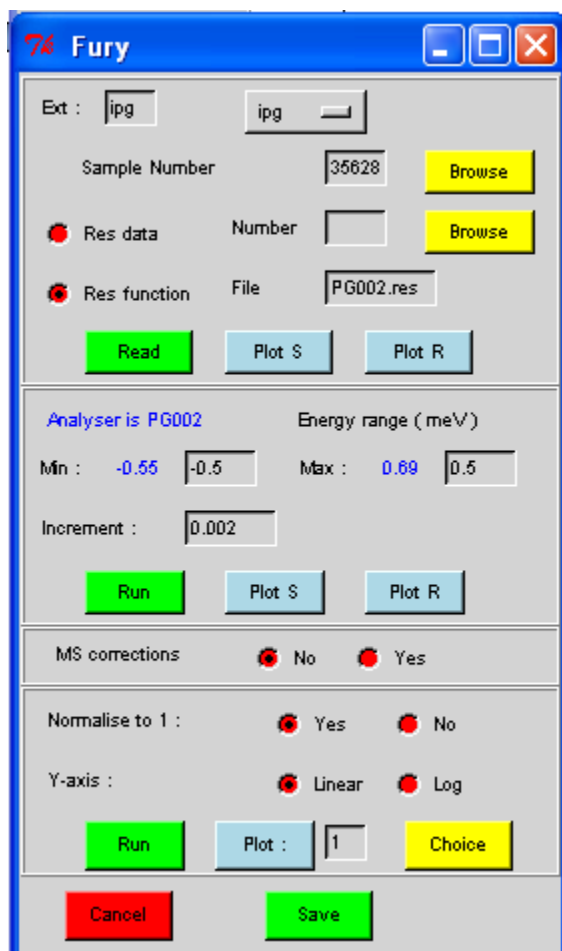 7k Fury
Ext : ipg ipg
Sample Number 35628 Browse
Res data Number Browse
Res function File PG002.res
Read Plot S Plot R
Analyser is PG002 Energy range ( meV )
Min : -0.55 -0.5 Max : 0.69 0.5
Increment : 0.002
Run Plot S Plot R
MS corrections No Yes
Normalise to 1 : Yes No
Y-axis : Linear Log
Run Plot : 1 Choice
Cancel Save